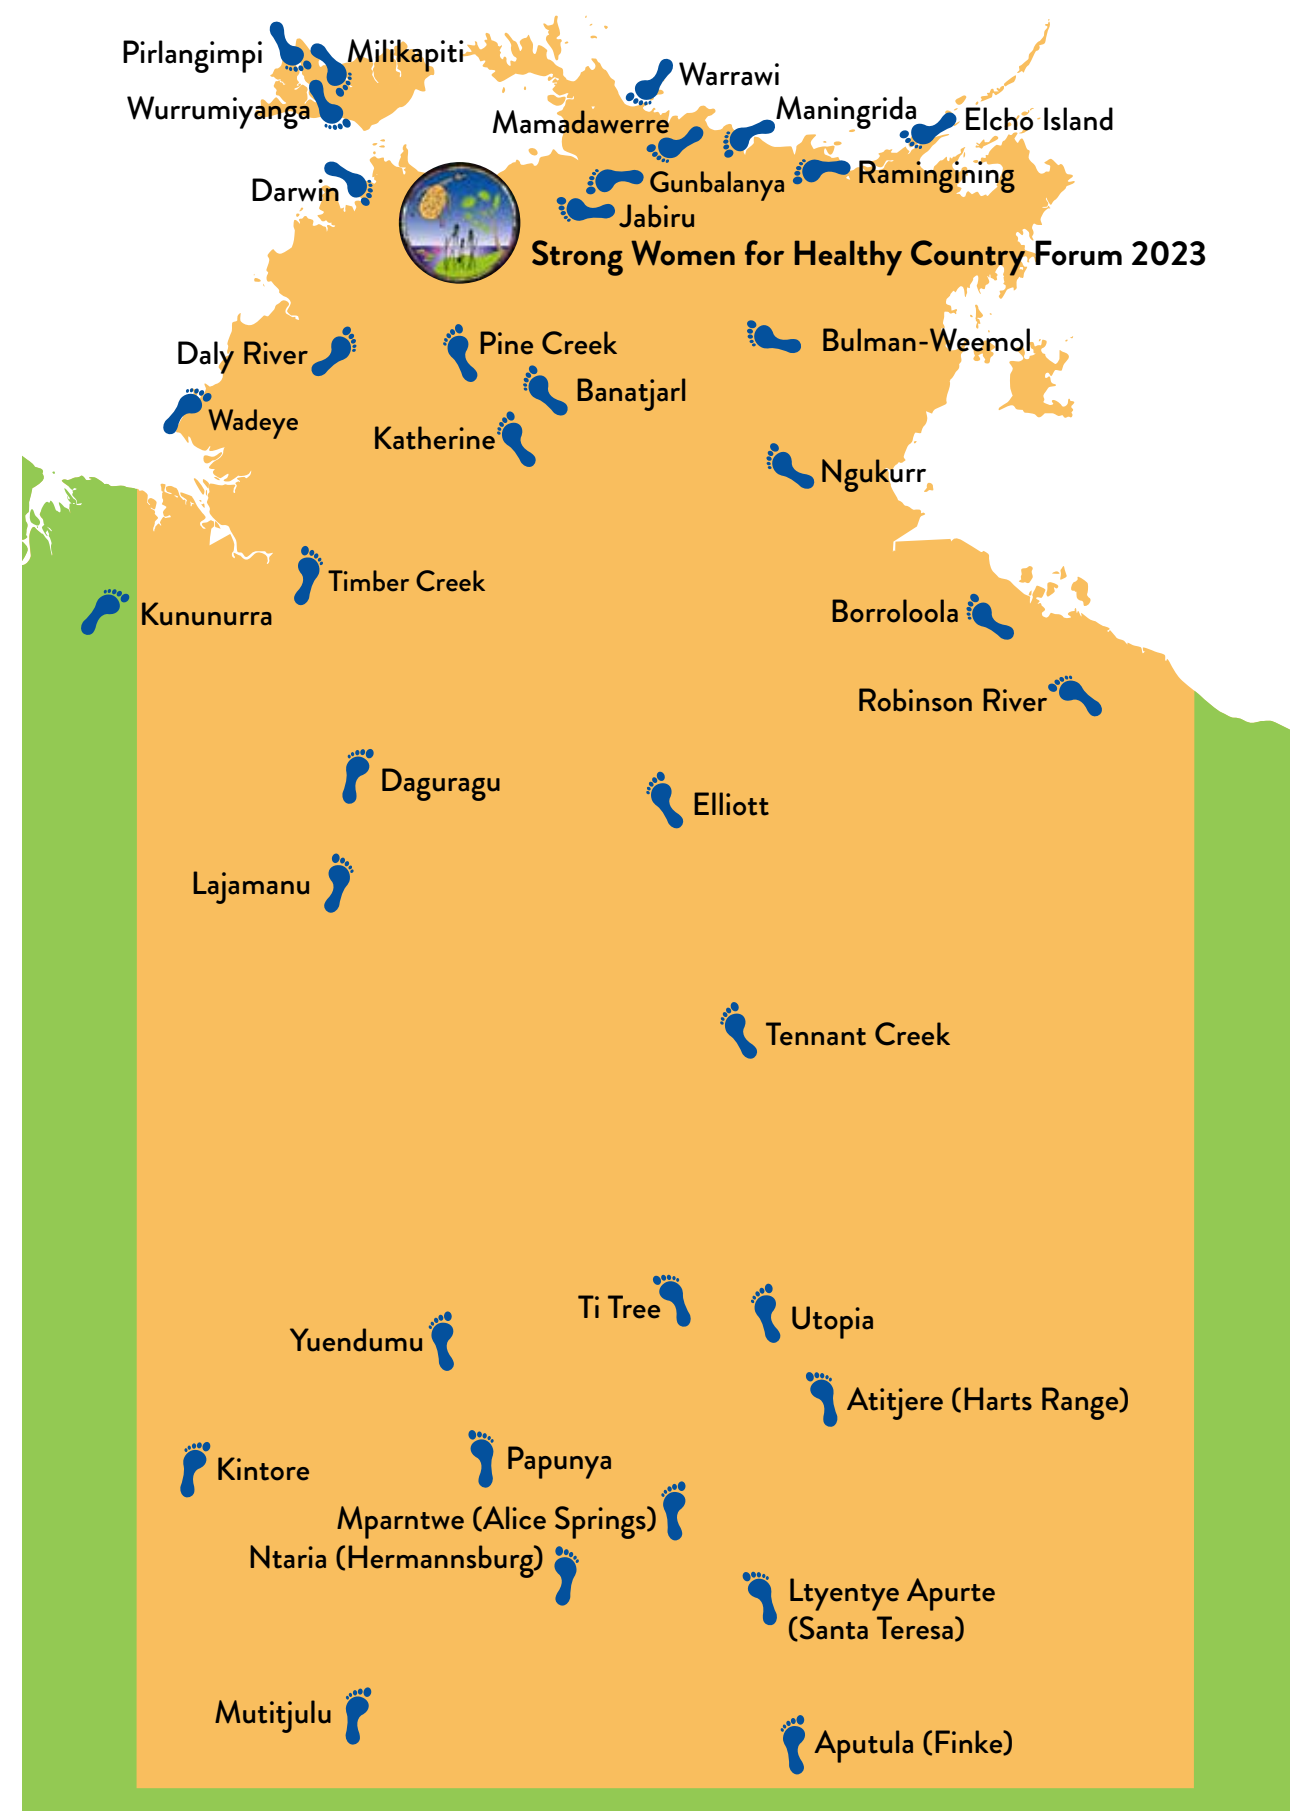 Pirlangimpi
Milikapiti
Warrawi
Wurrumiyanga
Maningrida
Mamadawerre
Elcho Island
Ramingining
Gunbalanya
Darwin
Jabiru
Strong Women for Healthy Country Forum 2023
Bulman-Weemol
Pine Creek
Daly River
Banatjarl
Wadeye
Katherine
Ngukurr
Timber Creek
Kununurra
Borroloola
Robinson River
Daguragu
Elliott
Lajamanu
Tennant Creek
Ti Tree
Utopia
Yuendumu
Atitjere (Harts Range)
Papunya
Kintore
Mparntwe (Alice Springs)
Ntaria (Hermannsburg)
Ltyentye Apurte
(Santa Teresa)
Mutitjulu
Aputula (Finke)